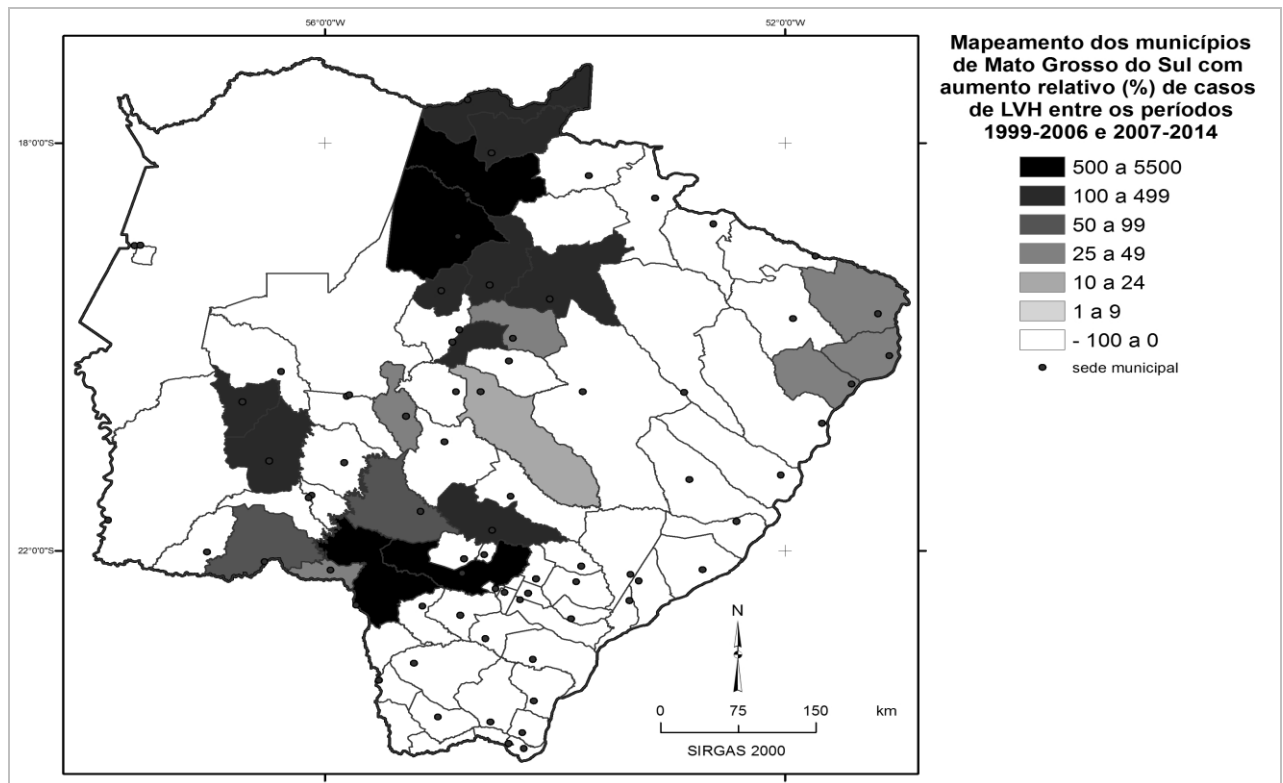 56°0'0"W
52°0'0"W
18°0'0"S
22°0'0"S
Mapeamento dos municípios
de Mato Grosso do Sul com
aumento relativo (%) de casos
de LVH entre os períodos
1999-2006 e 2007-2014
500 a 5500
100 a 499
50 a 99
25 a 49
10 a 24
1 a 9
- 100 a 0
sede municipal
N
0 75 150 km
SIRGAS 2000